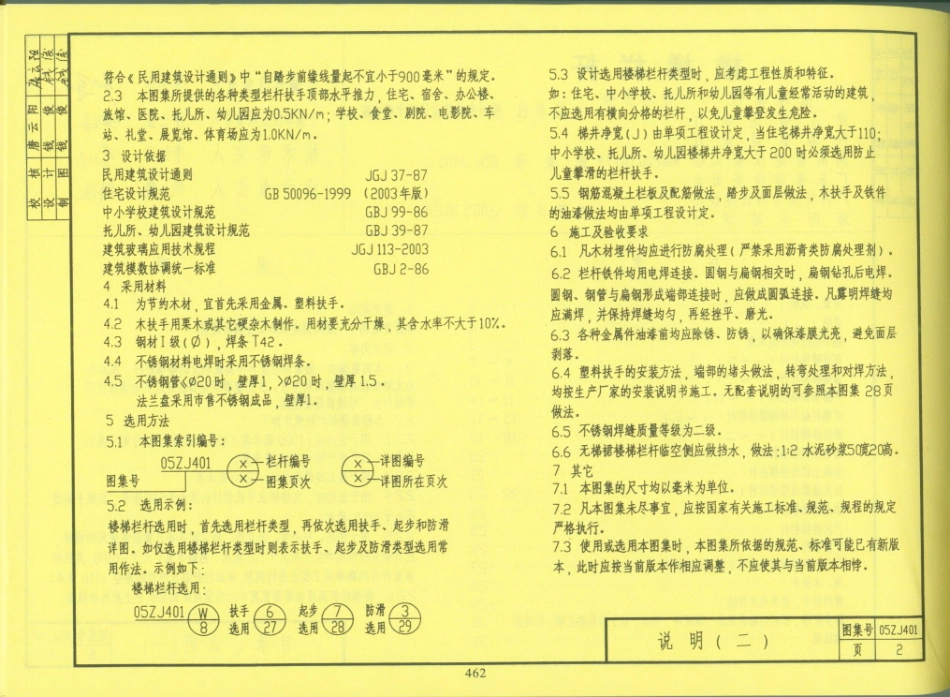 符合《民用建筑设计通则》中“自踏步前缘线量起不宜小于900毫米”的规定。
2.3 本图集所提供的各种类型栏杆扶手顶部水平推力，住宅、宿舍、办公楼、
旅馆、医院、托儿所、幼儿园应为0.5KN/m；学校、食堂、剧院、电影院、车
站、礼堂、展览馆、体育场应为1.0KN/m。
3 设计依据
民用建筑设计通则 JGJ 37-87
住宅设计规范 GB 50096-1999 (2003年版)
中小学校建筑设计规范 GBJ 99-86
托儿所、幼儿园建筑设计规范 GBJ 39-87
建筑玻璃应用技术规程 JGJ 113-2003
建筑模数协调统一标准 GBJ 2-86
4 采用材料
4.1 为节约木材，宜首先采用金属、塑料扶手。
4.2 木扶手用栗木或其它硬杂木制作。用材要充分干燥，其含水率不大于10%。
4.3 钢材I级(∅)，焊条T42。
4.4 不锈钢材料电焊时采用不锈钢焊条。
4.5 不锈钢管≤∅20时，壁厚1，>∅20时，壁厚1.5。
法兰盘采用市售不锈钢成品，壁厚1。
5 选用方法
5.1 本图集索引编号：
05ZJ401 × 栏杆编号 × 详图编号
图集号 × 图集页次 × 详图所在页次
5.2 选用示例：
楼梯栏杆选用时，首先选用栏杆类型，再依次选用扶手、起步和防滑
详图。如仅选用楼梯栏杆类型时则表示扶手、起步及防滑类型选用常
用作法。示例如下：
楼梯栏杆选用：
05ZJ401 W 扶手 6 起步 7 防滑 3
8 选用 27 选用 28 选用 29
5.3 设计选用楼梯栏杆类型时，应考虑工程性质和特征。
如：住宅、中小学校、托儿所和幼儿园等有儿童经常活动的建筑，
不应选用有横向分格的栏杆，以免儿童攀登发生危险。
5.4 梯井净宽(J)由单项工程设计定，当住宅梯井净宽大于110；
中小学校、托儿所、幼儿园楼梯井净宽大于200时必须选用防止
儿童攀滑的栏杆扶手。
5.5 钢筋混凝土栏板及配筋做法，踏步及面层做法，木扶手及铁件
的油漆做法均由单项工程设计定。
6 施工及验收要求
6.1 凡木材埋件均应进行防腐处理(严禁采用沥青类防腐处理剂)。
6.2 栏杆铁件均用电焊连接。圆钢与扁钢相交时，扁钢钻孔后电焊。
圆钢、钢管与扁钢形成端部连接时，应做成圆弧连接。凡露明焊缝均
应满焊，并保持焊缝均匀，再经挫平、磨光。
6.3 各种金属件油漆前均应除锈、防锈，以确保漆膜光亮，避免面层
剥落。
6.4 塑料扶手的安装方法，端部的堵头做法，转弯处理和对焊方法，
均按生产厂家的安装说明书施工。无配套说明的可参照本图集28页
做法。
6.5 不锈钢焊缝质量等级为二级。
6.6 无梯裙楼梯栏杆临空侧应做挡水，做法：1:2 水泥砂浆50宽20高。
7 其它
7.1 本图集的尺寸均以毫米为单位。
7.2 凡本图集未尽事宜，应按国家有关施工标准、规范、规程的规定
严格执行。
7.3 使用或选用本图集时，本图集所依据的规范、标准可能已有新版
本，此时应按当前版本作相应调整，不应使其与当前版本相悖。
说明(二)
图集号 05ZJ401
页 2
校核 唐云阳
设计 钱俊
制图 钱俊
462